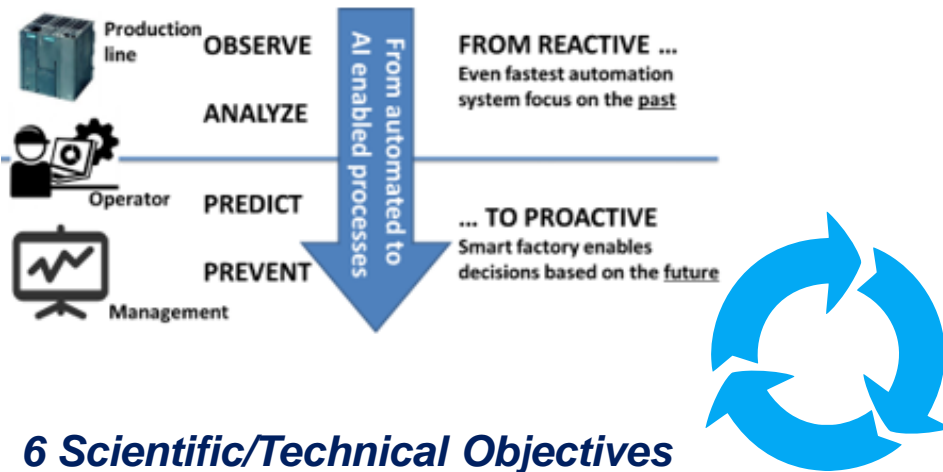 Production
line
OBSERVE
ANALYZE
Operator
PREDICT
PREVENT
Management
From automated to
AI enabled processes
FROM REACTIVE ...
Even fastest automation
system focus on the past
... TO PROACTIVE
Smart factory enables
decisions based on the future
6 Scientific/Technical Objectives